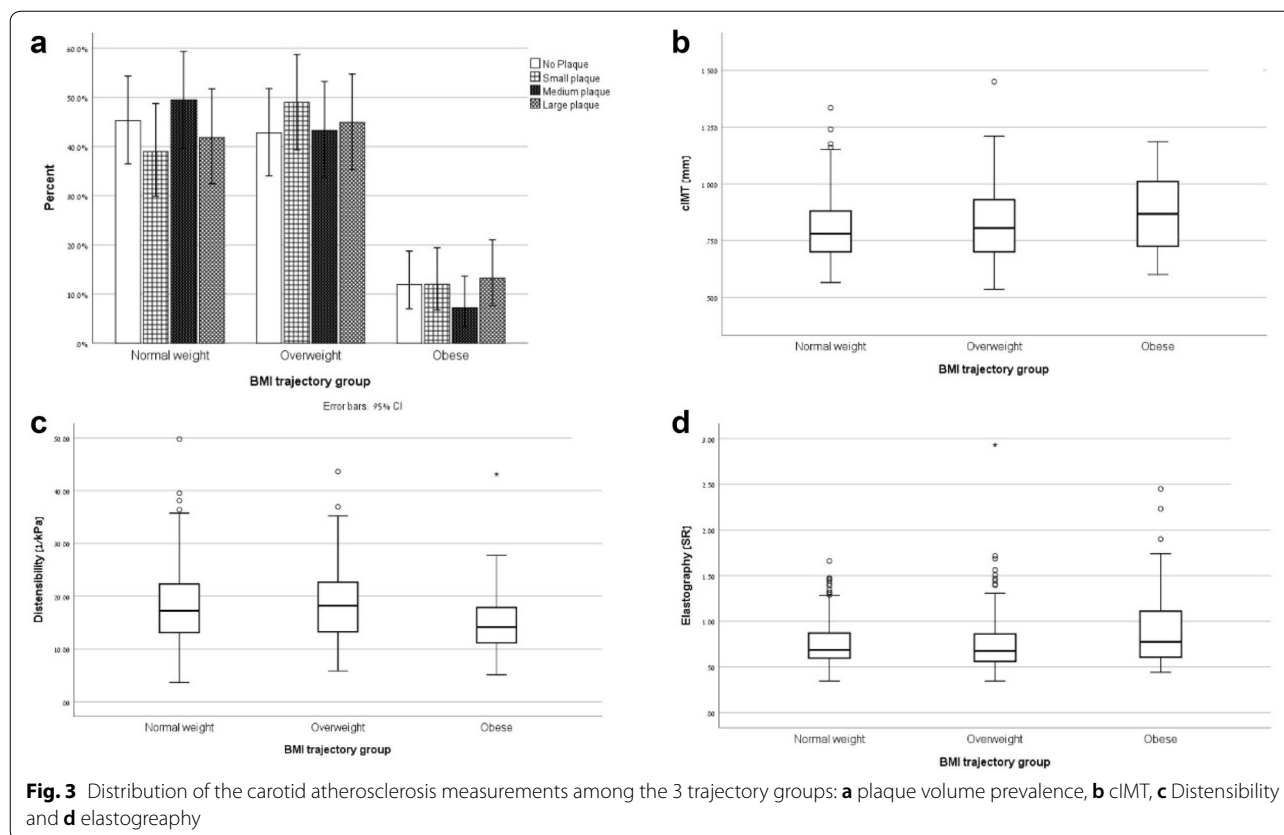 a
60.0%
50.0%
40.0%
30.0%
20.0%
10.0%
.0%
Percent
No Plaque
Small plaque
Medium plaque
Large plaque
Normal weight
Overweight
Obese
BMI trajectory group
Error bars 95% CI
b
1.500
1.250
1.000
.750
.500
cIMT [mm]
Normal weight
Overweight
Obese
BMI trajectory group
c
50.00
40.00
30.00
20.00
10.00
.00
Distensibility [1/kPa]
Normal weight
Overweight
Obese
BMI trajectory group
d
3.00
2.50
2.00
1.50
1.00
.50
.00
Elastography [SR]
Normal weight
Overweight
Obese
BMI trajectory group
Fig. 3 Distribution of the carotid atherosclerosis measurements among the 3 trajectory groups: a plaque volume prevalence, b cIMT, c Distensibility
and d elastogreaphy